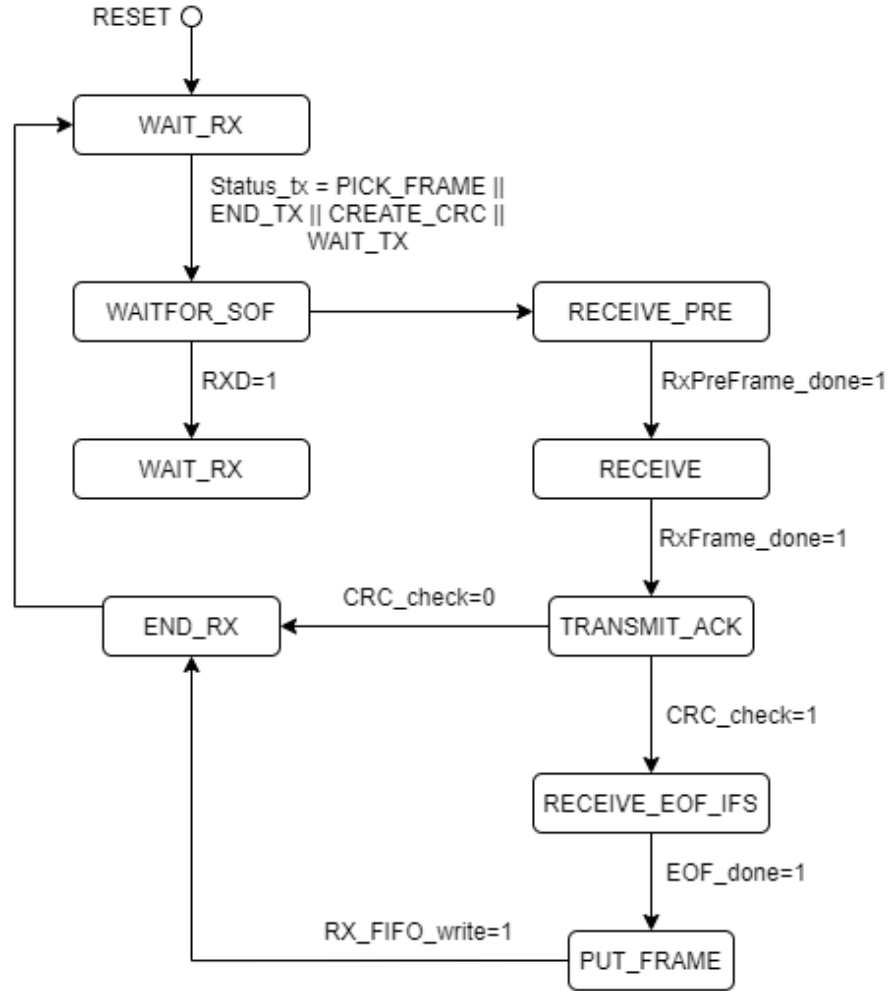 RESET
WAIT_RX
Status_tx = PICK_FRAME ||
END_TX || CREATE_CRC ||
WAIT_TX
WAITFOR_SOF
RECEIVE_PRE
RXD=1
RxPreFrame_done=1
WAIT_RX
RECEIVE
RxFrame_done=1
CRC_check=0
END_RX
TRANSMIT_ACK
CRC_check=1
RECEIVE_EOF_IFS
EOF_done=1
RX_FIFO_write=1
PUT_FRAME